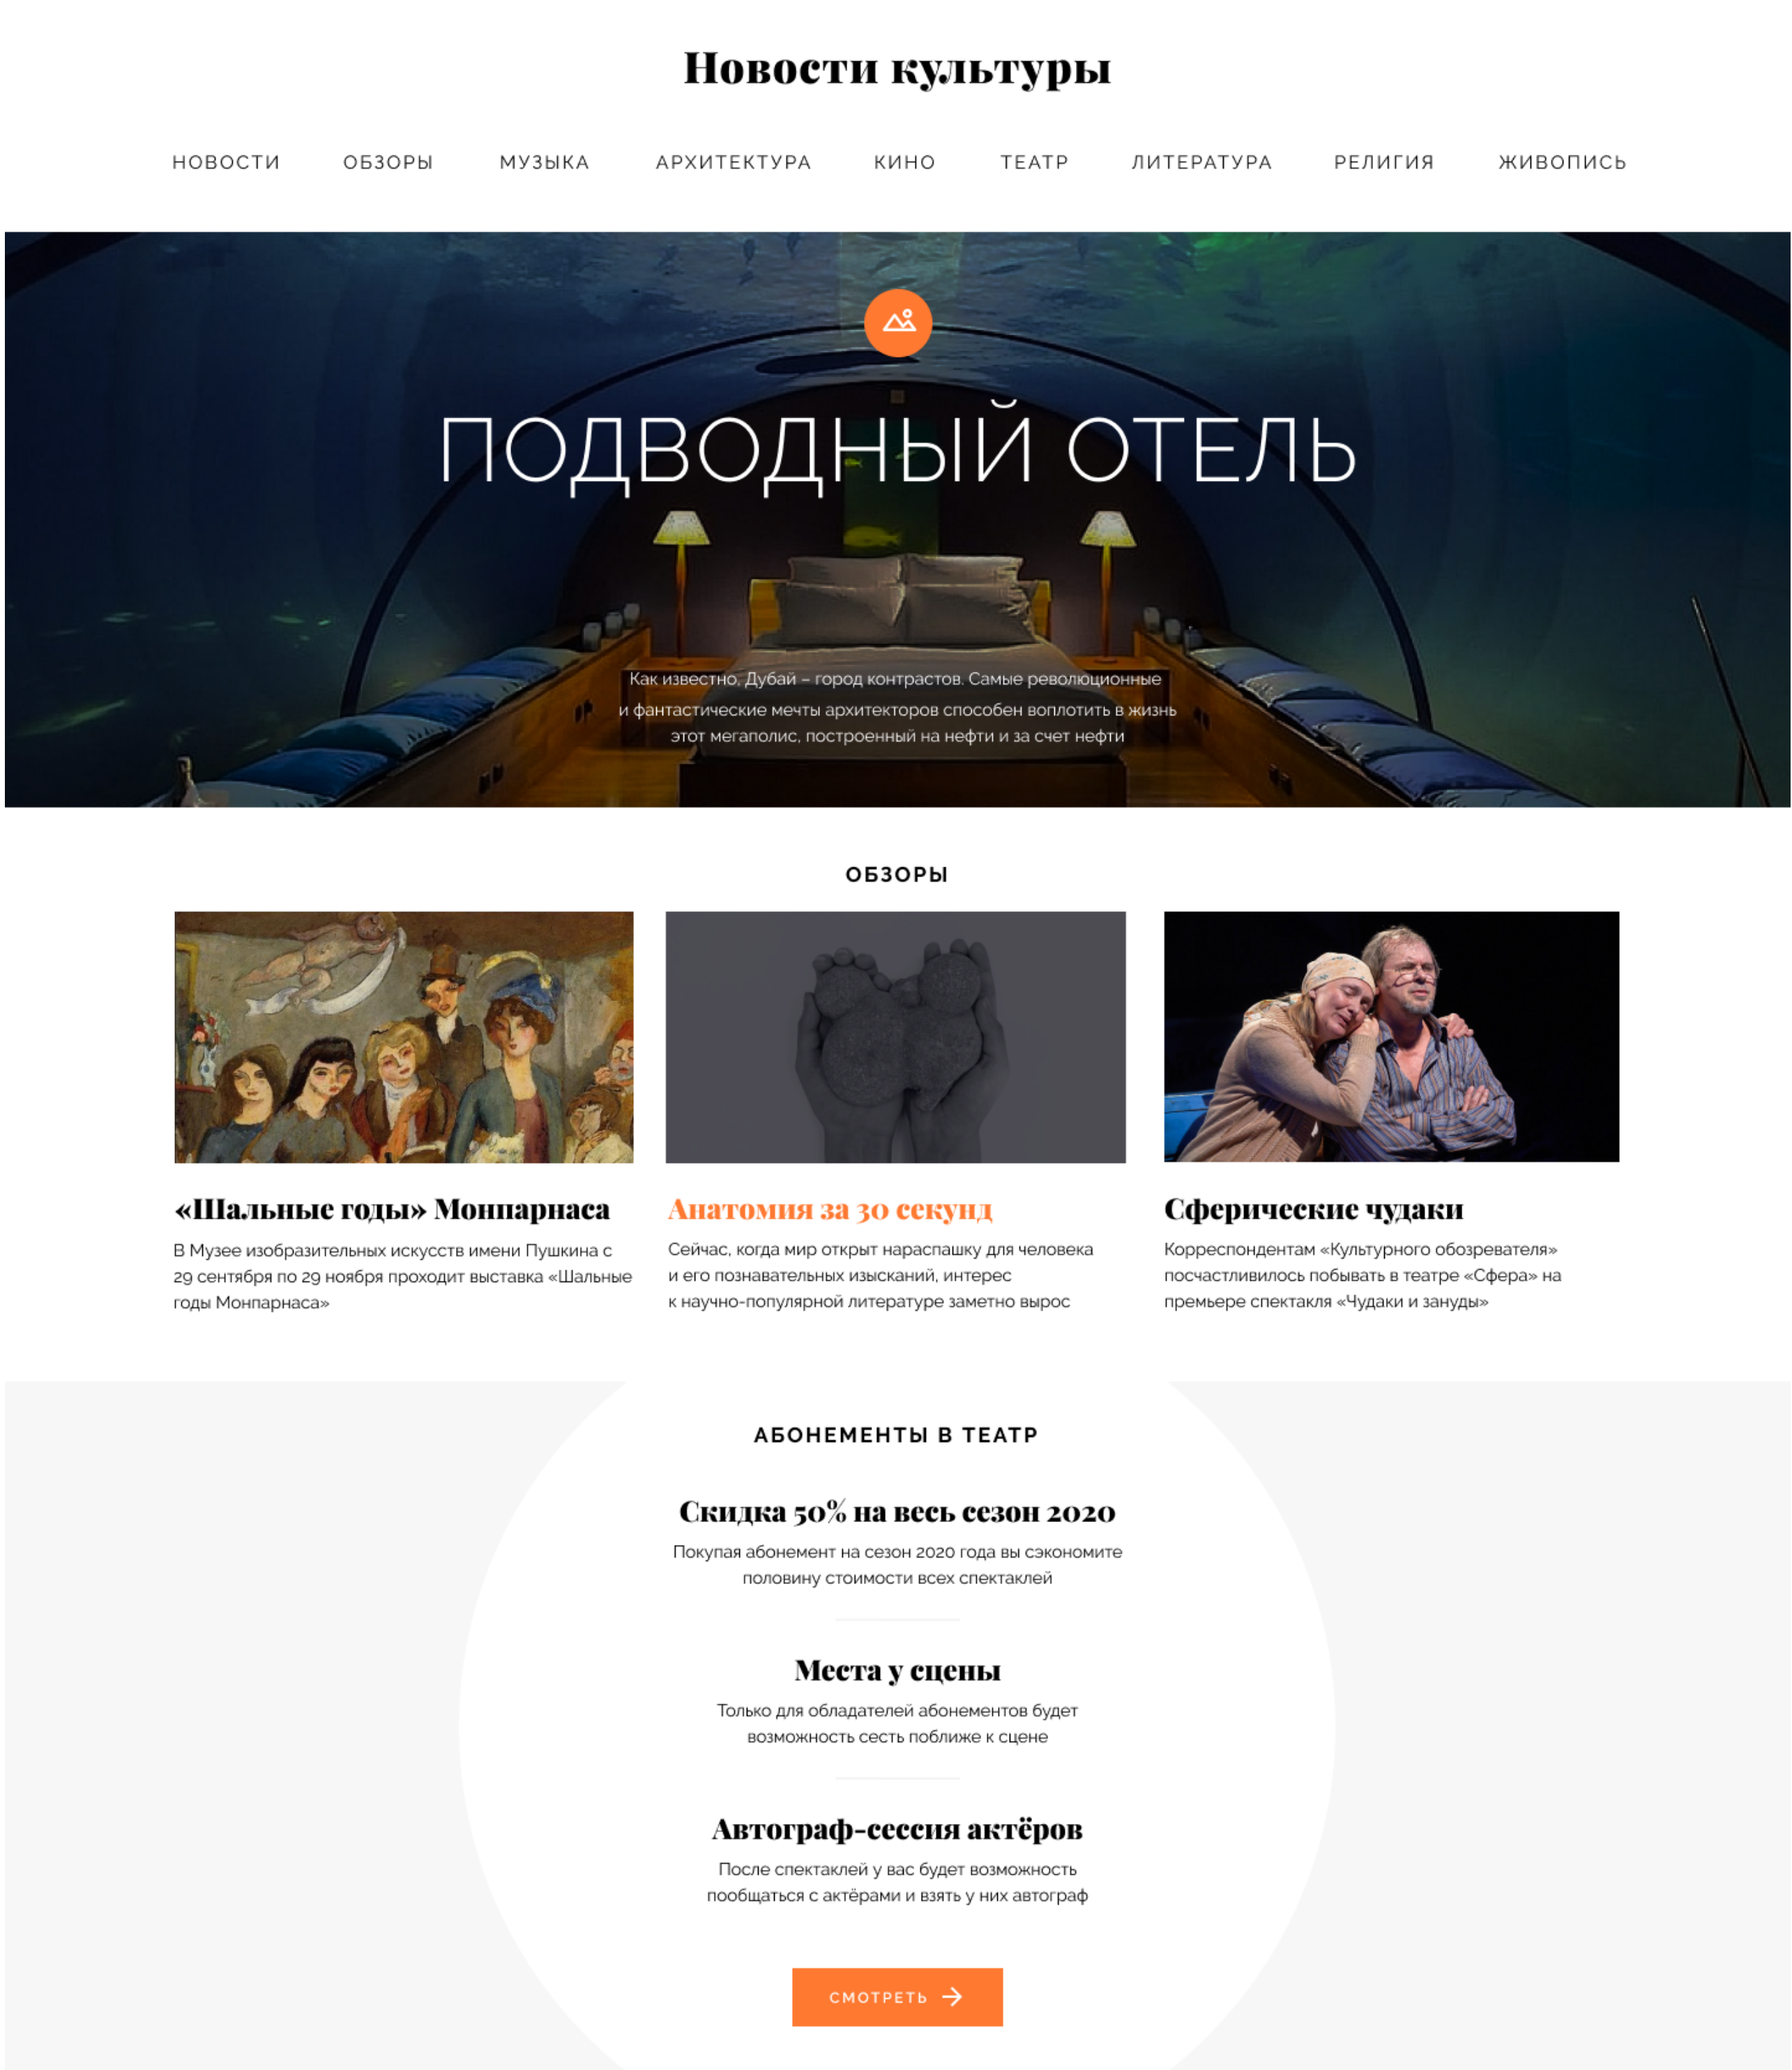 Новости культуры
НОВОСТИ ОБЗОРЫ МУЗЫКА АРХИТЕКТУРА КИНО ТЕАТР ЛИТЕРАТУРА РЕЛИГИЯ ЖИВОПИСЬ
ПОДВОДНЫЙ ОТЕЛЬ
Как известно, Дубай – город контрастов. Самые революционные
и фантастические мечты архитекторов способен воплотить в жизнь
этот мегаполис, построенный на нефти и за счет нефти
ОБЗОРЫ
«Шальные годы» Монпарнаса
В Музее изобразительных искусств имени Пушкина с
29 сентября по 29 ноября проходит выставка «Шальные
годы Монпарнаса»
Анатомия за 30 секунд
Сейчас, когда мир открыт нараспашку для человека
и его познавательных изысканий, интерес
к научно-популярной литературе заметно вырос
Сферические чудаки
Корреспондентам «Культурного обозревателя»
посчастливилось побывать в театре «Сфера» на
премьере спектакля «Чудаки и зануды»
АБОНЕМЕНТЫ В ТЕАТР
Скидка 50% на весь сезон 2020
Покупая абонемент на сезон 2020 года вы сэкономите
половину стоимости всех спектаклей
Места у сцены
Только для обладателей абонементов будет
возможность сесть поближе к сцене
Автограф-сессия актёров
После спектаклей у вас будет возможность
пообщаться с актёрами и взять у них автограф
СМОТРЕТЬ